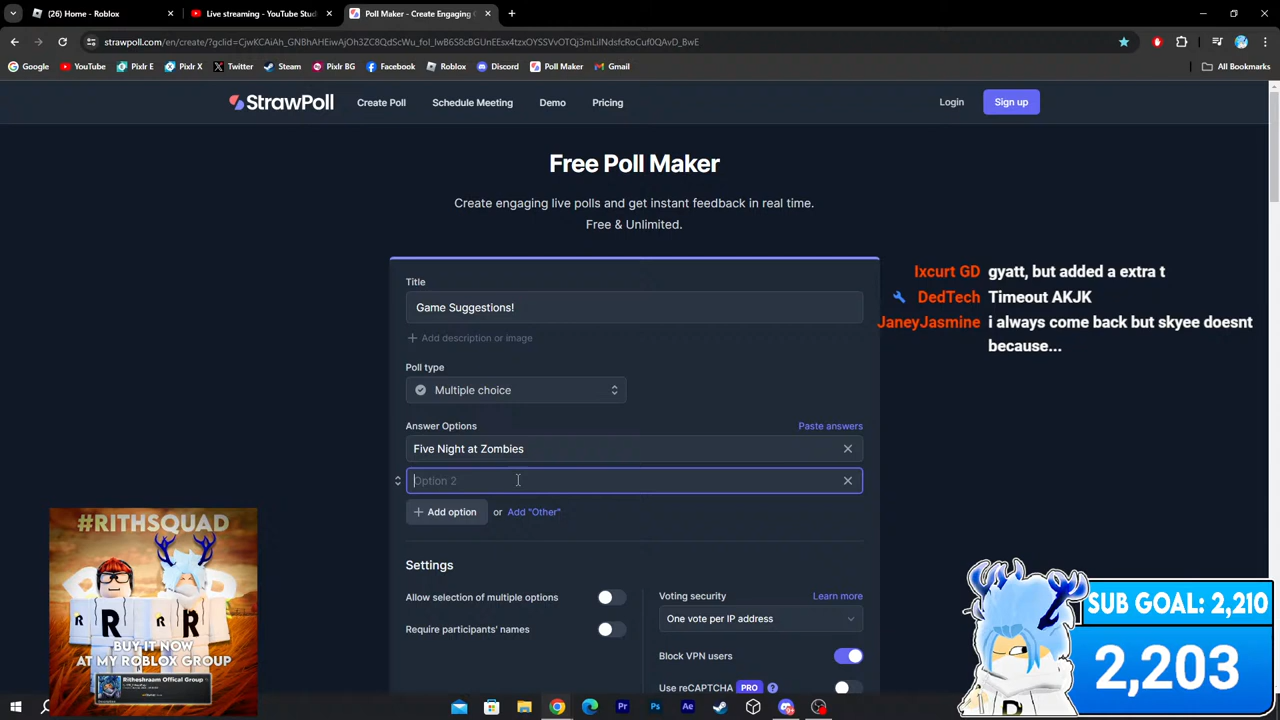 (26) Home - Roblox
Live streaming - YouTube Stud
Poll Maker - Create Engaging
strawpoll.com/en/create/?gclid=
Google YouTube Pixlr E Pixlr X Twitter Steam Pixlr BG Facebook Roblox Discord Poll Maker Gmail All Bookmarks
StrawPoll Create Poll Schedule Meeting Demo Pricing Login Sign up
Free Poll Maker
Create engaging live polls and get instant feedback in real time.
Free & Unlimited.
Title
Game Suggestions!
Add description or image
Poll type
Multiple choice
Answer Options Paste answers
Five Night at Zombies
Option 2
Add option or Add "Other"
Settings
Allow selection of multiple options
Require participants' names
Voting security Learn more
One vote per IP address
Block VPN users
Use reCAPTCHA PRO ?
Ixcurt GD gyatt, but added a extra t
DedTech Timeout AKJK
JaneyJasmine i always come back but skyee doesnt
because...
#RITHSQUAD
R R R R
BUY IT NOW
AT MY ROBLOX GROUP
Ritheshraam Offical Group
SUB GOAL: 2,210
2,203